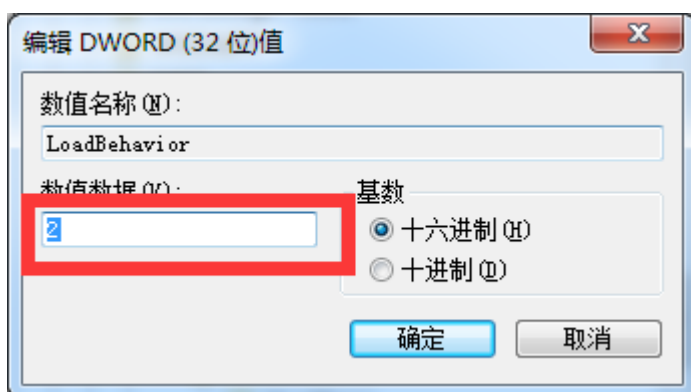 编辑 DWORD (32 位)值
数值名称(N):
LoadBehavior
数值数据(V):
基数
2
十六进制(H)
十进制(D)
确定
取消